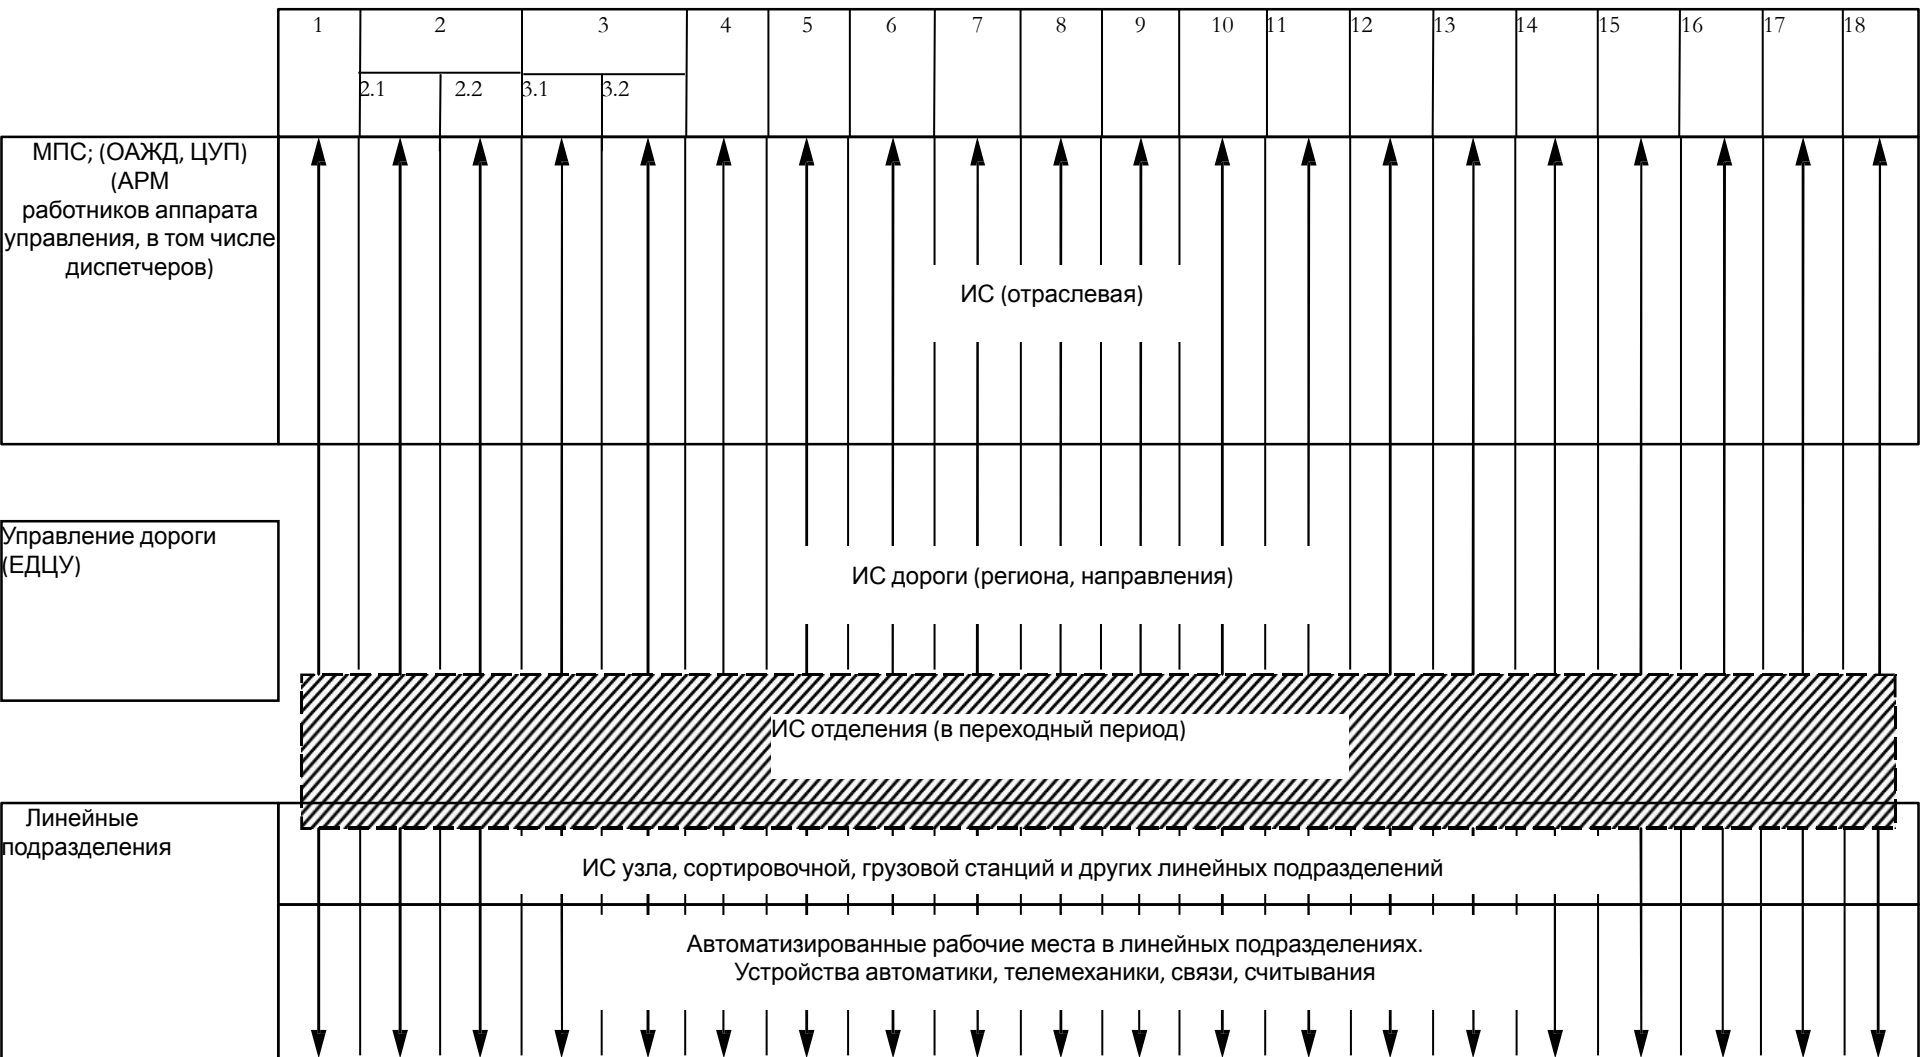 1 2 3 4 5 6 7 8 9 10 11 12 13 14 15 16 17 18
2.1 2.2 3.1 3.2
МПС; (ОАЖД, ЦУП)
(АРМ
работников аппарата
управления, в том числе
диспетчеров)
ИС (отраслевая)
Управление дороги
(ЕДЦУ)
ИС дороги (региона, направления)
ИС отделения (в переходный период)
Линейные
подразделения
ИС узла, сортировочной, грузовой станций и других линейных подразделений
Автоматизированные рабочие места в линейных подразделениях.
Устройства автоматики, телемеханики, связи, считывания